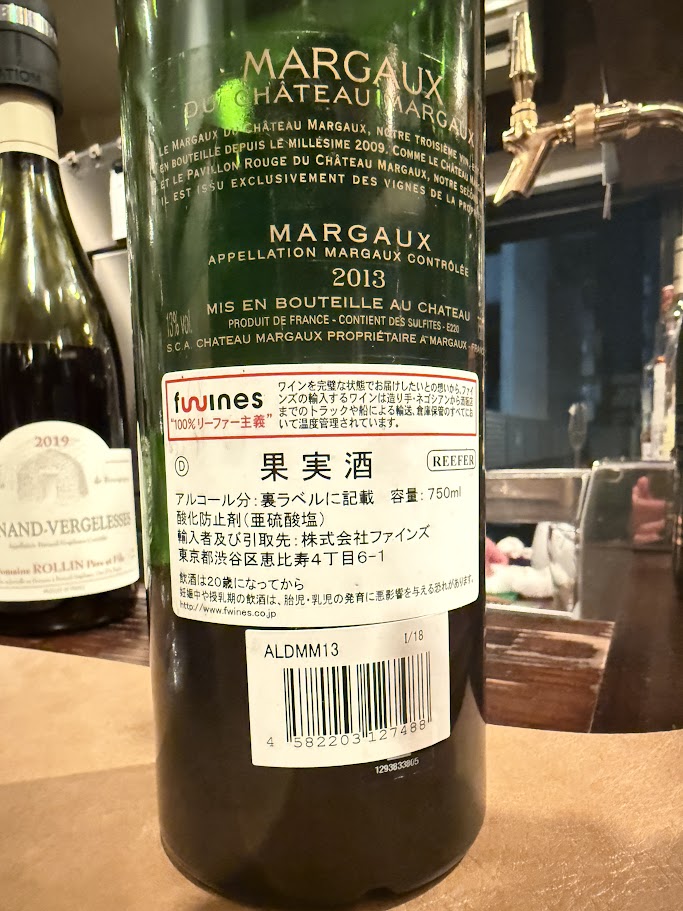 MARGAUX
DU CHÂTEAU MARGAUX
LE MARGAUX DU CHÂTEAU MARGAUX, NOTRE TROISIÈME VIN, EST
EN BOUTEILLE DEPUIS LE MILLÉSIME 2009. COMME LE CHÂTEAU
ET LE PAVILLON ROUGE DU CHÂTEAU MARGAUX, NOTRE
IL EST ISSU EXCLUSIVEMENT DES VIGNES DE LA
MARGAUX
APPELLATION MARGAUX CONTRÔLÉE
2013
13% vol.
MIS EN BOUTEILLE AU CHATEAU
PRODUIT DE FRANCE - CONTIENT DES SULFITES - E220
S.C.A. CHATEAU MARGAUX PROPRIÉTAIRE A MARGAUX - FRANCE
fwines
"100%リーファー主義"
ワインを完璧な状態でお届けしたいとの想いから、ファイ
ンズの輸入するワインは造り手・ネゴシアンから酒販店
までのトラックや船による輸送、倉庫保管のすべてにお
いて温度管理されています。
D 果実酒 REEFER
アルコール分:裏ラベルに記載 容量:750ml
酸化防止剤(亜硫酸塩)
輸入者及び引取先:株式会社ファインズ
東京都渋谷区恵比寿4丁目6-1
飲酒は20歳になってから
妊娠中や授乳期の飲酒は、胎児・乳児の発育に悪影響を与える恐れがあります。
http://www.fwines.co.jp
ALDMM13 1/18
4 582203 127488
1293833805
2019
NAND-VERGELESSES
Domaine ROLLIN Père et Fils